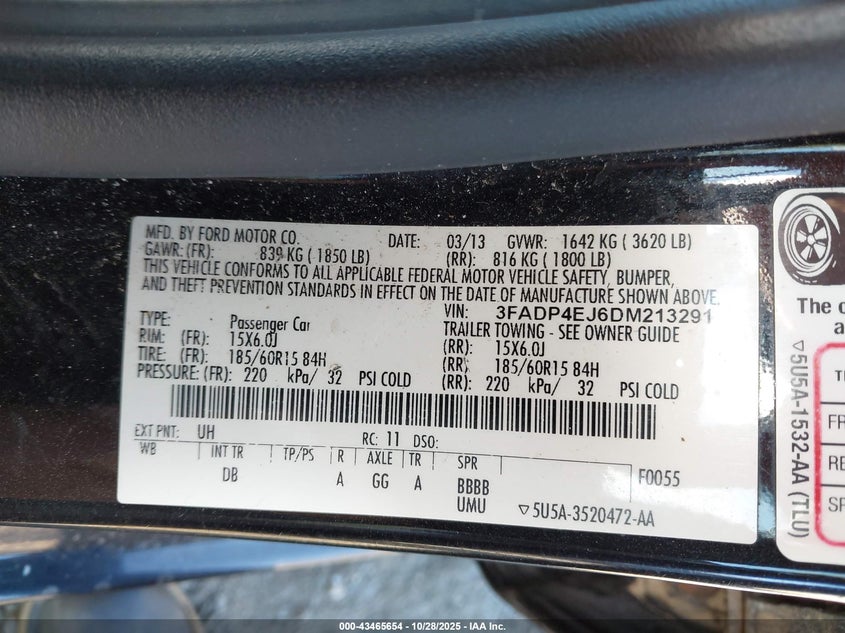 MFD. BY FORD MOTOR CO. DATE: 03/13 GVWR: 1642 KG ( 3620 LB)
GAWR: (FR): 839 KG ( 1850 LB) (RR): 816 KG ( 1800 LB)
THIS VEHICLE CONFORMS TO ALL APPLICABLE FEDERAL MOTOR VEHICLE SAFETY, BUMPER,
AND THEFT PREVENTION STANDARDS IN EFFECT ON THE DATE OF MANUFACTURE SHOWN ABOVE.
VIN: 3FADP4EJ6DM213291
TYPE: Passenger Car TRAILER TOWING - SEE OWNER GUIDE
RIM: (FR): 15X6.0J (RR): 15X6.0J
TIRE: (FR): 185/60R15 84H (RR): 185/60R15 84H
PRESSURE: (FR): 220 kPa/ 32 PSI COLD (RR): 220 kPa/ 32 PSI COLD
EXT PNT: UH RC: 11 DSO:
WB INT TR TP/PS R AXLE TR SPR
DB A GG A BBBB F0055
UMU ▽5U5A-3520472-AA
▽5U5A-1532-AA (TLU)
The
a
TI
FR
RE
SP
000-43465654 | 10/28/2025 - IAA, Inc.